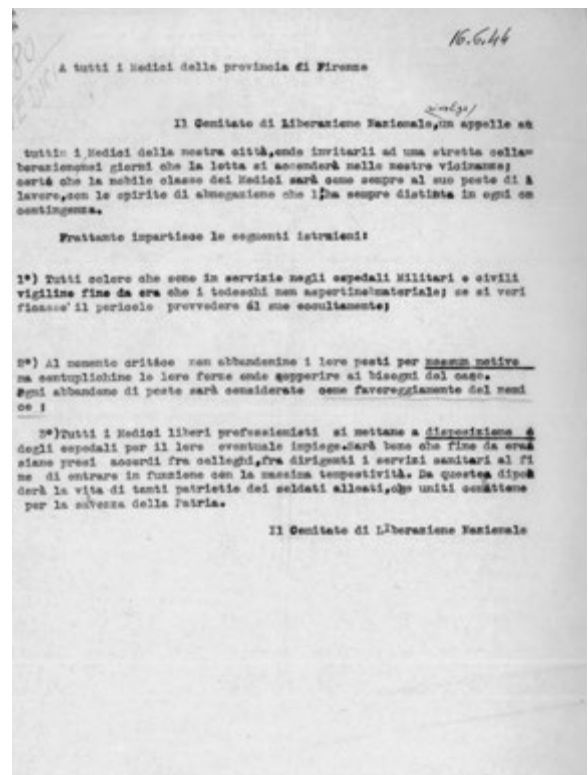 16.6.44
A tutti i Medici della provincia di Firenze
rivolge
Il Comitato di Liberazione Nazionale, un appello a
tutti i Medici della nostra città, onde invitarli ad una stretta colla=
borazione nei giorni che la lotta si accenderà nelle nostre vicinanze;
certo che la nobile classe dei Medici sarà come sempre al suo posto di
lavoro, con lo spirito di abnegazione che l'ha sempre distinta in ogni
contingenza.
Frattanto impartisce le seguenti istruzioni:
1°) Tutti coloro che sono in servizio negli ospedali Militari e civili
vigilino fino da ora che i tedeschi non asportino materiale; se si veri
ficasse il pericolo provvedere al suo occultamento;
2°) Al momento critico non abbandonino i loro posti per nessun motivo
ma centuplichino le loro forze onde sopperire ai bisogni del caso.
Ogni abbandono di posto sarà considerato come favoreggiamento del nemi
co ;
3°)Tutti i Medici liberi professionisti si mettano a disposizione
degli ospedali per il loro eventuale impiego. Sarà bene che fino da ora
siano presi accordi fra colleghi, fra dirigenti i servizi sanitari al fi
ne di entrare in funzione con la massima tempestività. Da questo dipen
derà la vita di tanti patrioti e dei soldati alleati, che uniti combattono
per la salvezza della Patria.
Il Comitato di Liberazione Nazionale